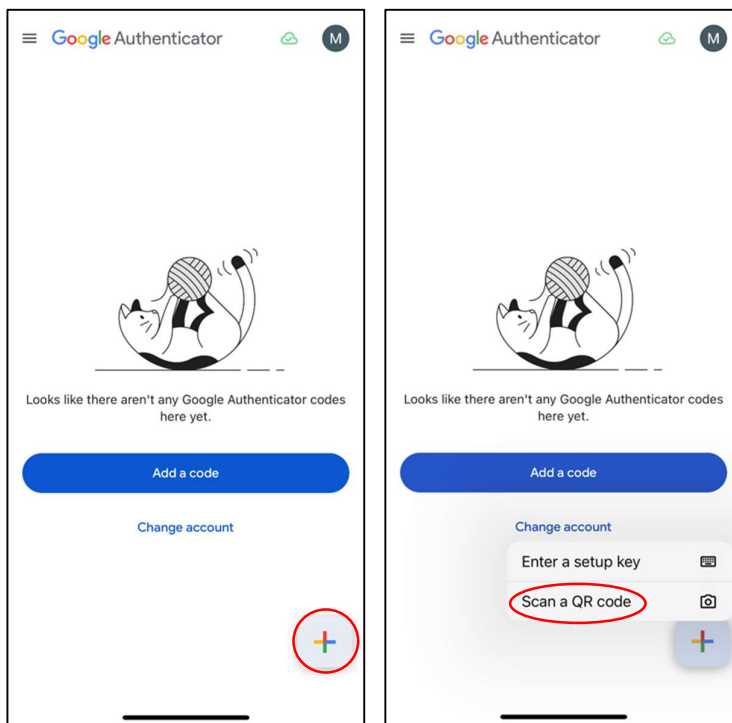 Google Authenticator
M
Looks like there aren't any Google Authenticator codes
here yet.
Add a code
Change account
Google Authenticator
M
Looks like there aren't any Google Authenticator codes
here yet.
Add a code
Change account
Enter a setup key
Scan a QR code